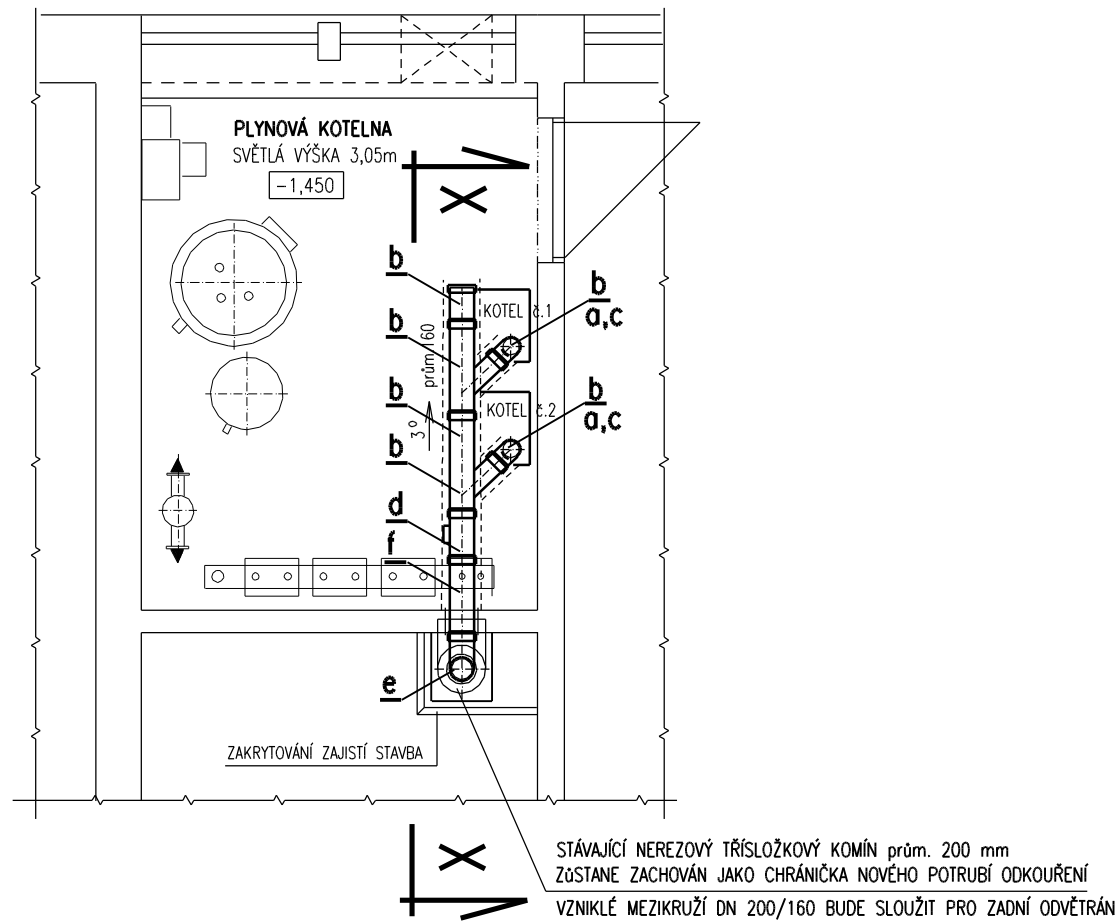 PLYNOVÁ KOTELNA
SVĚTLÁ VÝŠKA 3,05m
-1,450
X
b
b
a,c
KOTEL č.1
b
prům 160
b
b
a,c
KOTEL č.2
3°
b
d
f
e
ZAKRYTOVÁNÍ ZAJISTÍ STAVBA
X
STÁVAJÍCÍ NEREZOVÝ TŘÍSLOŽKOVÝ KOMÍN prům. 200 mm
ZůSTANE ZACHOVÁN JAKO CHRÁNIČKA NOVÉHO POTRUBÍ ODKOUŘENÍ
VZNIKLÉ MEZIKRUŽÍ DN 200/160 BUDE SLOUŽIT PRO ZADNÍ ODVĚTRÁN